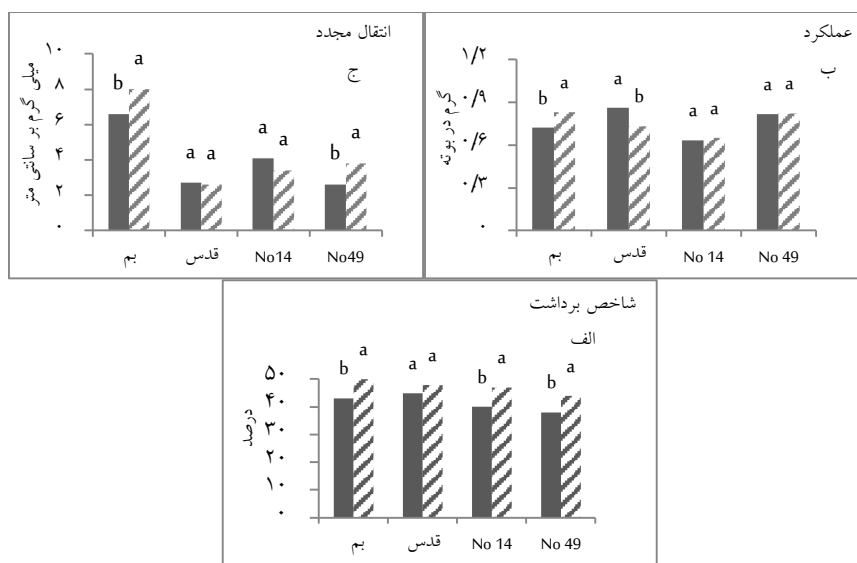 عملکرد
ب
گرم در بوته
۱/۲
۰/۹
۰/۶
۰/۳
۰
b a a b a a a a
بم قدس No 14 No 49
انتقال مجدد
ج
میلی گرم بر سانتی متر
۱۰
۸
۶
۴
۲
۰
b a a a a a b a
بم قدس No14 No49
شاخص برداشت
الف
درصد
۵۰
۴۰
۳۰
۲۰
۱۰
۰
b a a a b a b a
بم قدس No 14 No 49